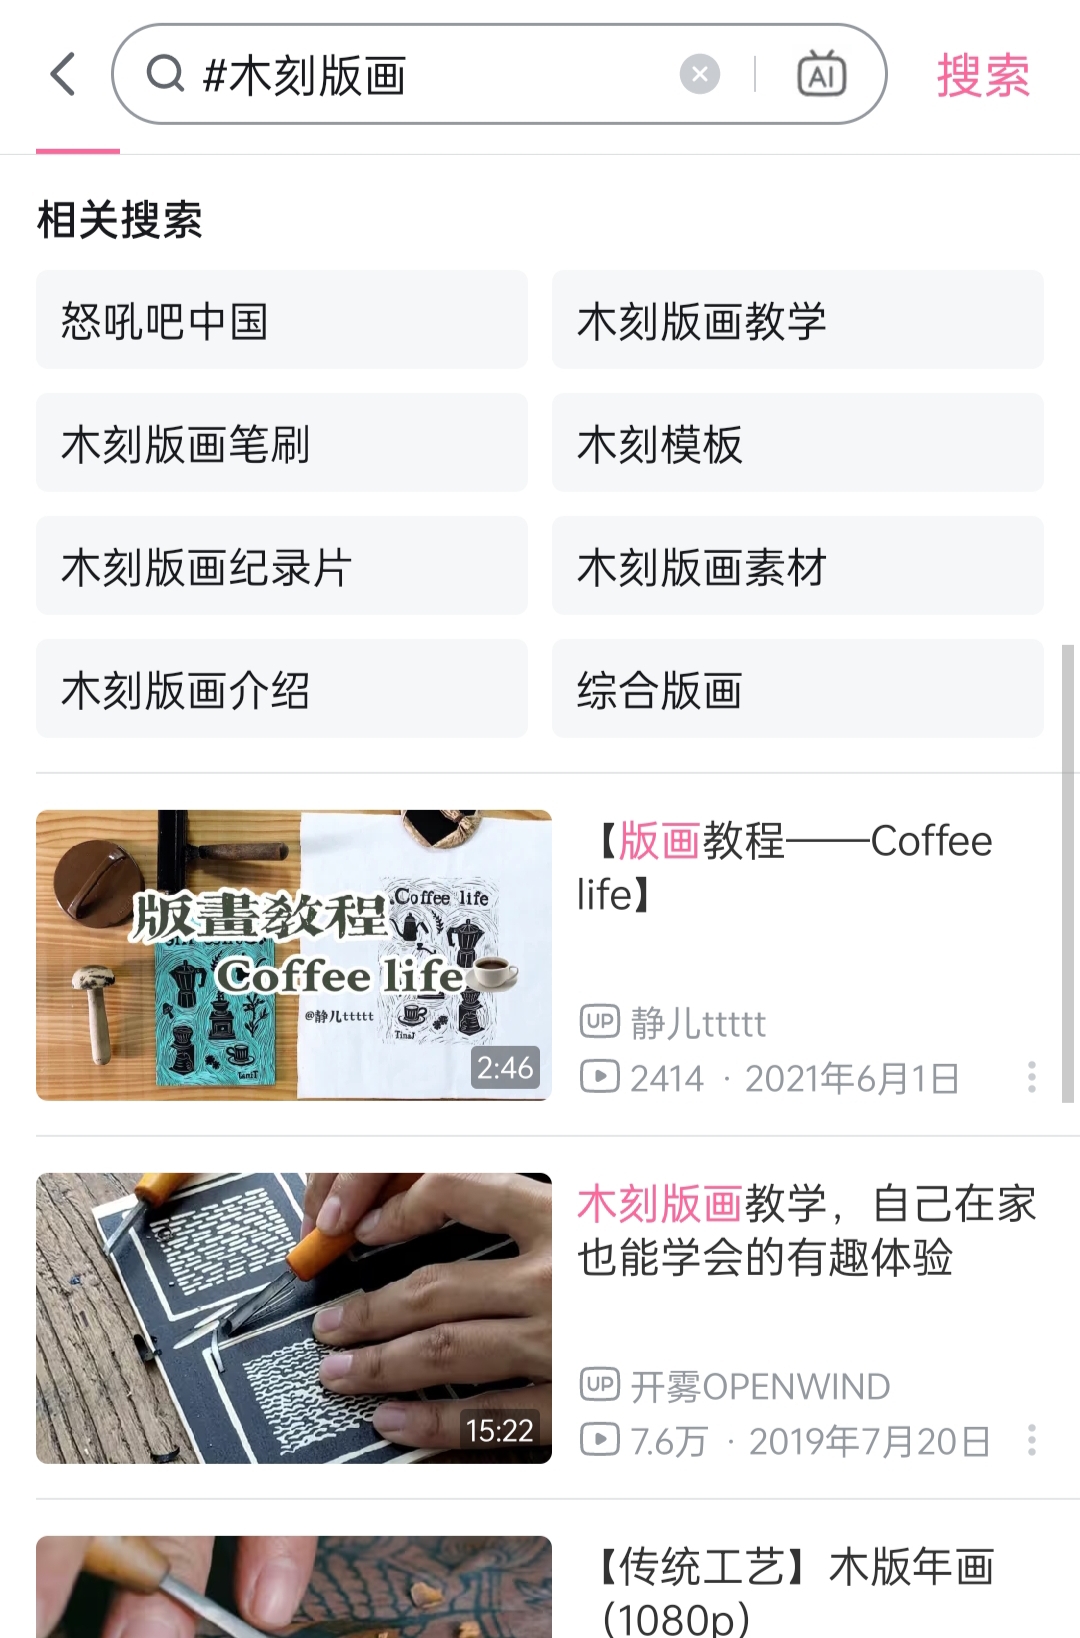 #木刻版画
AI
搜索
相关搜索
怒吼吧中国
木刻版画教学
木刻版画笔刷
木刻模板
木刻版画纪录片
木刻版画素材
木刻版画介绍
综合版画
版畫教程
Coffee life
@静儿ttttt
Coffee life
2:46
【版画教程——Coffee
life】
UP 静儿ttttt
2414 · 2021年6月1日
15:22
木刻版画教学，自己在家
也能学会的有趣体验
UP 开雾OPENWIND
7.6万 · 2019年7月20日
【传统工艺】木版年画
(1080p)